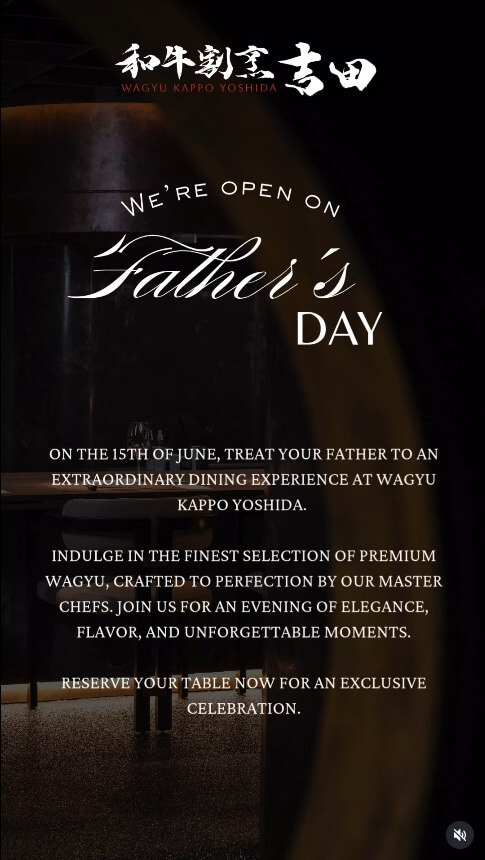 和牛割烹 吉田
WAGYU KAPPO YOSHIDA
WE'RE OPEN ON
Father's
DAY
ON THE 15TH OF JUNE, TREAT YOUR FATHER TO AN
EXTRAORDINARY DINING EXPERIENCE AT WAGYU
KAPPO YOSHIDA.
INDULGE IN THE FINEST SELECTION OF PREMIUM
WAGYU, CRAFTED TO PERFECTION BY OUR MASTER
CHEFS. JOIN US FOR AN EVENING OF ELEGANCE,
FLAVOR, AND UNFORGETTABLE MOMENTS.
RESERVE YOUR TABLE NOW FOR AN EXCLUSIVE
CELEBRATION.